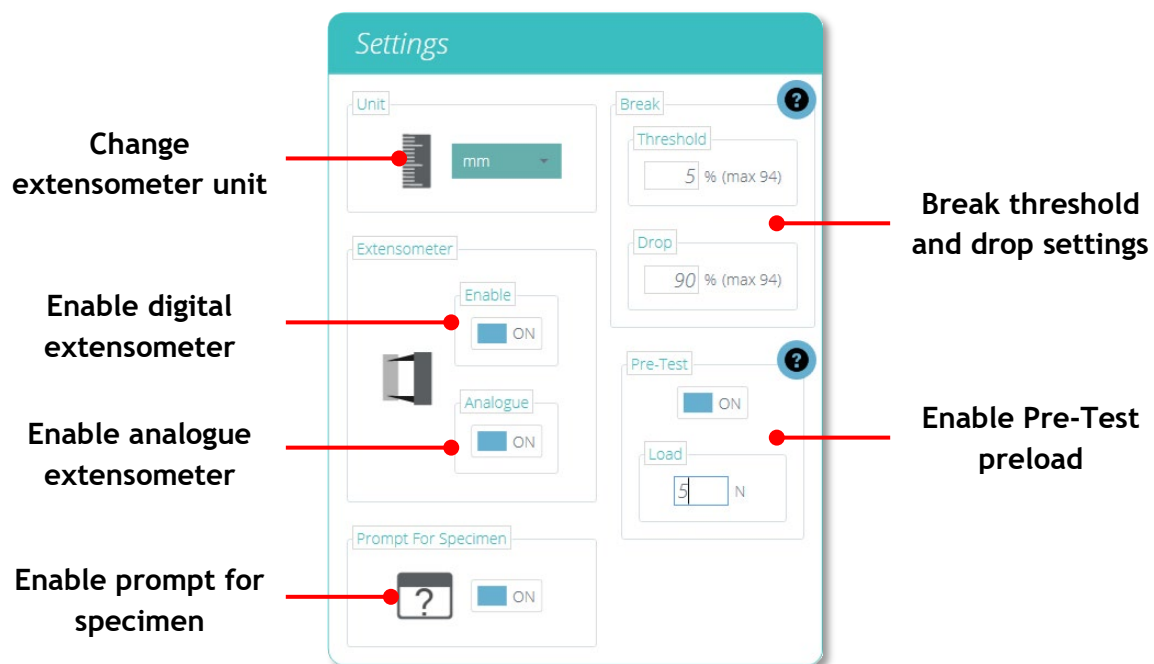 Settings
Unit
mm
Change
extensometer unit
Extensometer
Enable
ON
Enable digital
extensometer
Analogue
ON
Enable analogue
extensometer
Prompt For Specimen
?
ON
Enable prompt for
specimen
Break
?
Threshold
5 % (max 94)
Drop
90 % (max 94)
Break threshold
and drop settings
Pre-Test
?
ON
Load
5 N
Enable Pre-Test
preload